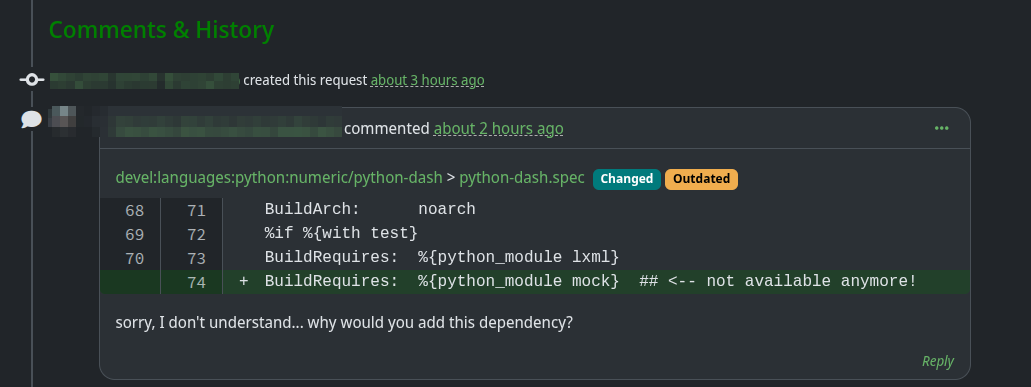 Comments & History
created this request about 3 hours ago
commented about 2 hours ago
devel:languages:python:numeric/python-dash > python-dash.spec Changed Outdated
68 71 BuildArch: noarch
69 72 %if %{with test}
70 73 BuildRequires: %{python_module lxml}
74 + BuildRequires: %{python_module mock} ## <-- not available anymore!
sorry, I don't understand... why would you add this dependency?
Reply